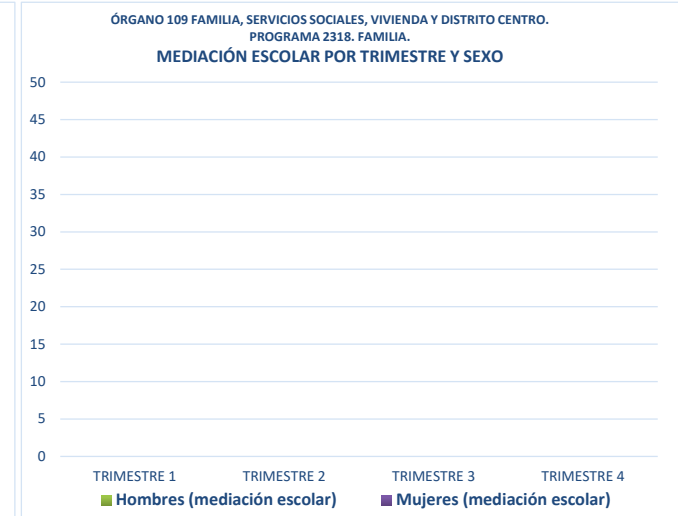 ÓRGANO 109 FAMILIA, SERVICIOS SOCIALES, VIVIENDA Y DISTRITO CENTRO.
PROGRAMA 2318. FAMILIA.
MEDIACIÓN ESCOLAR POR TRIMESTRE Y SEXO
50
45
40
35
30
25
20
15
10
5
0
TRIMESTRE 1 TRIMESTRE 2 TRIMESTRE 3 TRIMESTRE 4
Hombres (mediación escolar) Mujeres (mediación escolar)